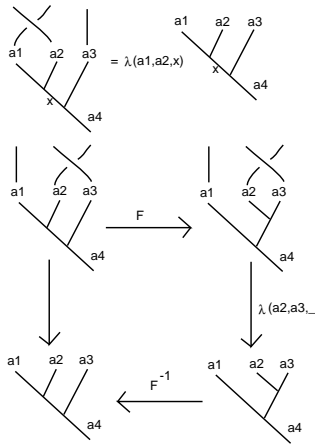 a1 a2 a3
a1 a2 a3 = λ(a1,a2,x)
x x
a4 a4
a1 a2 a3 F a1 a2 a3
a4 a4
λ(a2,a3,_
a1 a2 a3 a1 a2 a3
F -1
a4 a4